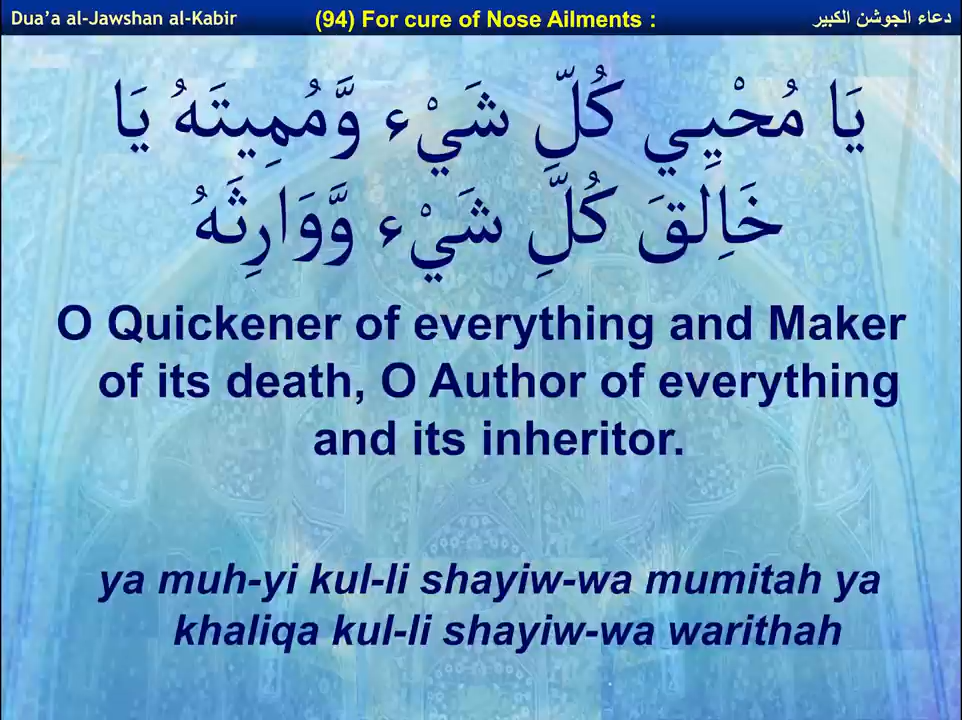 Dua’a al-Jawshan al-Kabir (94) For cure of Nose Ailments : دعاء الجوشن الكبير
يَا مُحْيِي كُلِّ شَيْءٍ وَّمُمِيتَهُ يَا
خَالِقَ كُلِّ شَيْءٍ وَّوَارِثَهُ
O Quickener of everything and Maker
of its death, O Author of everything
and its inheritor.
ya muh-yi kul-li shayiw-wa mumitah ya
khaliqa kul-li shayiw-wa warithah